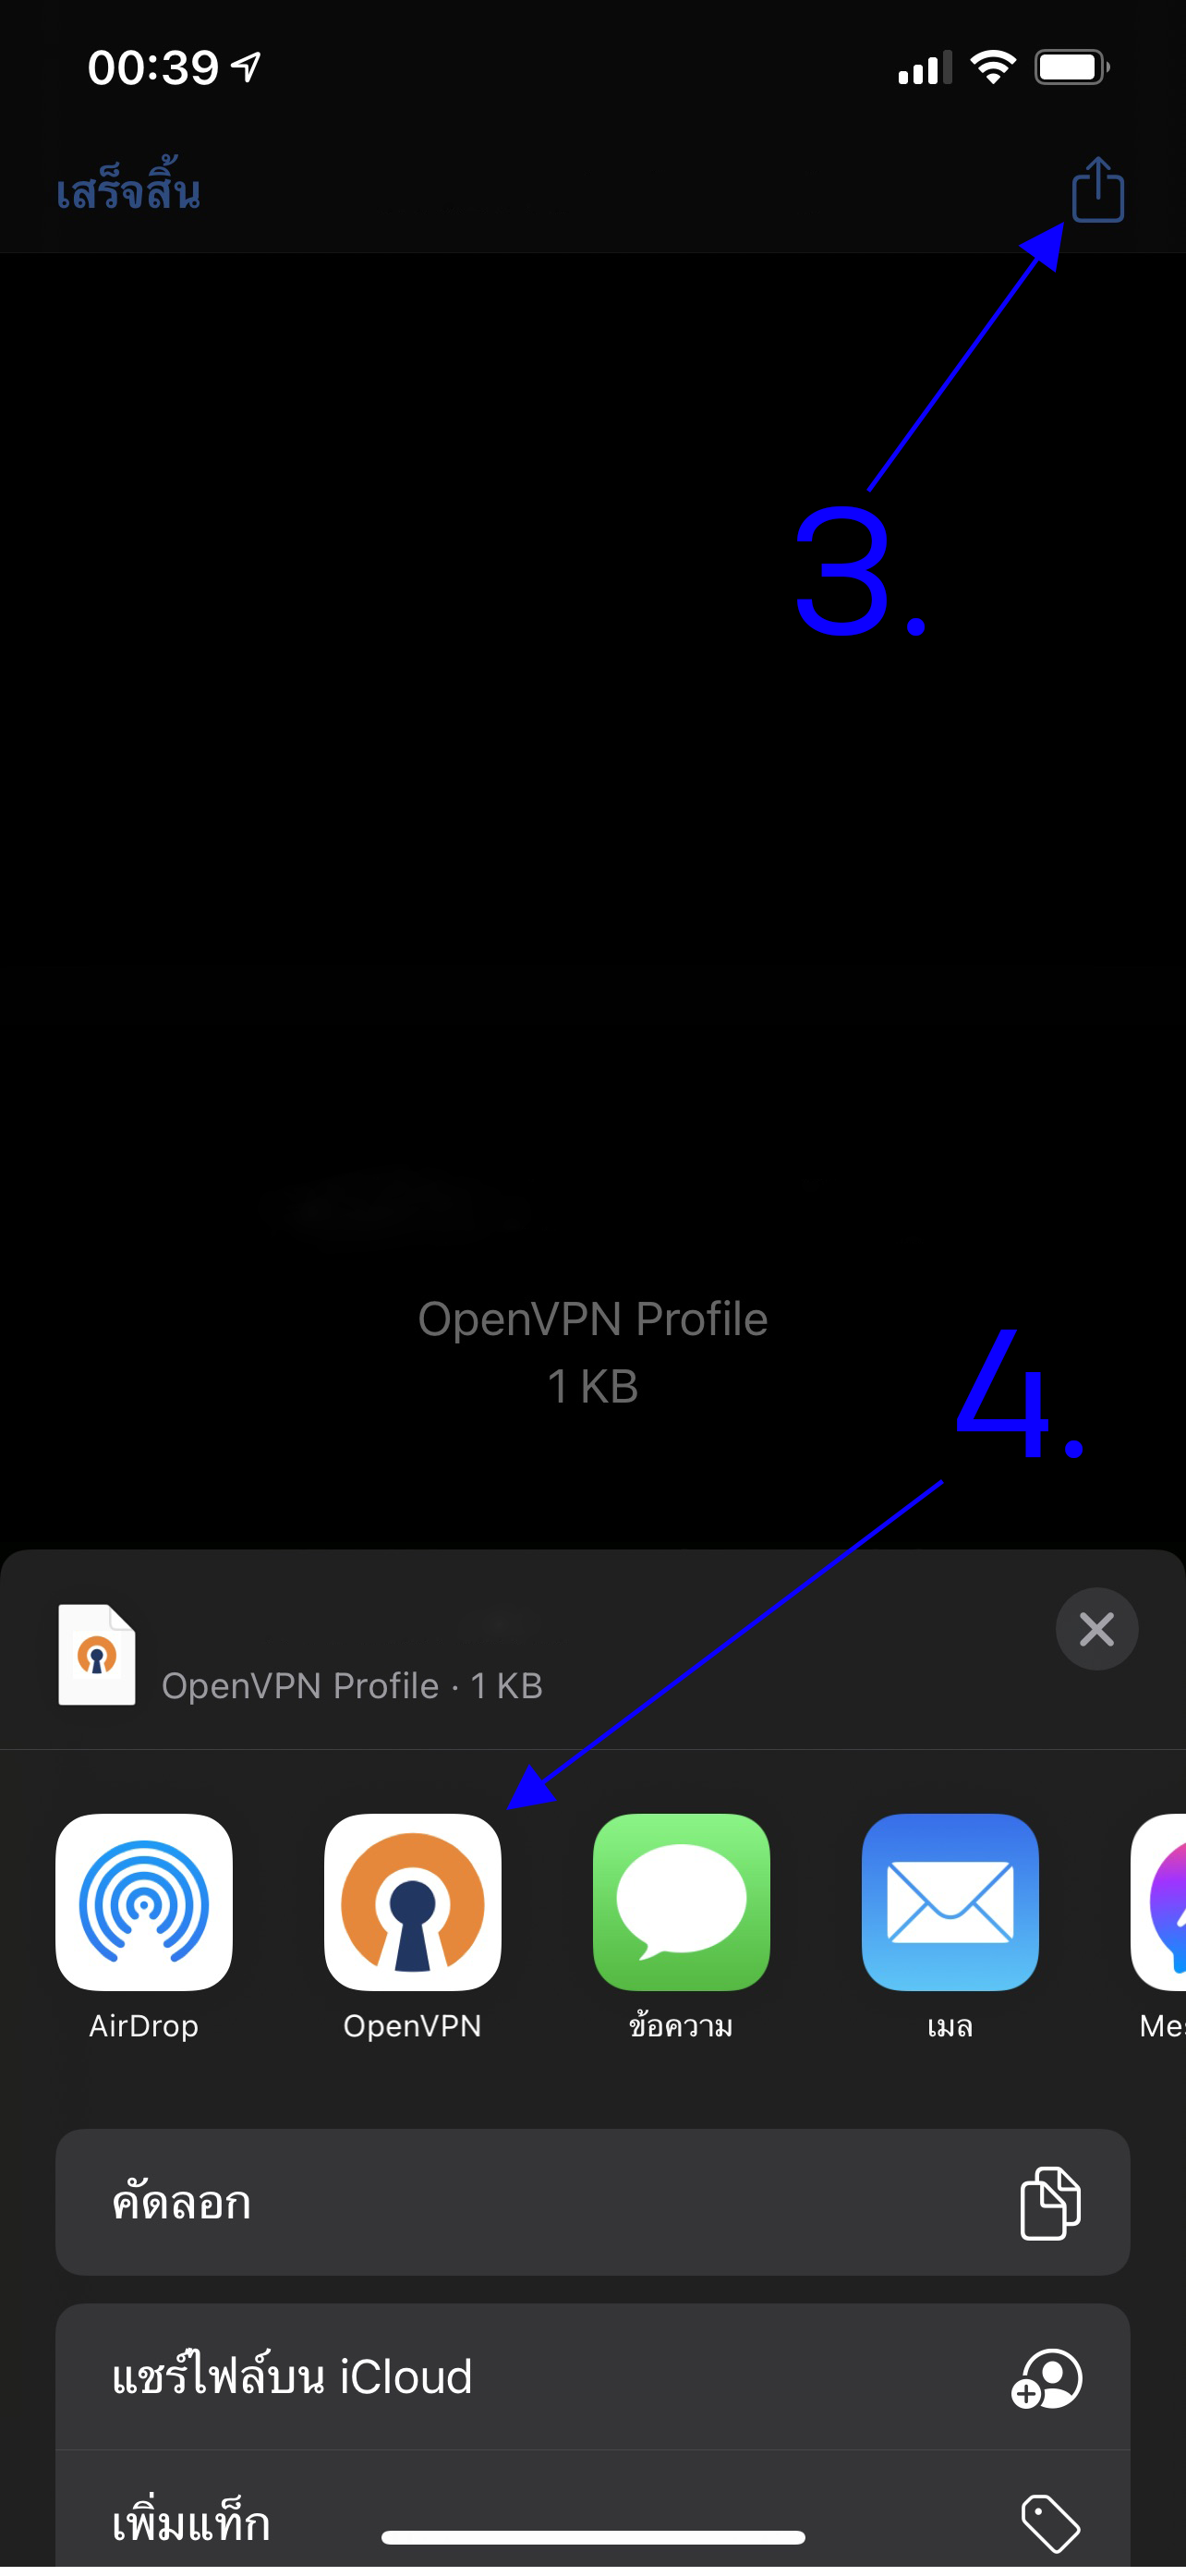 00:39
เสร็จสิ้น
3.
OpenVPN Profile
1 KB
4.
OpenVPN Profile · 1 KB
AirDrop
OpenVPN
ข้อความ
เมล
Mes
คัดลอก
แชร์ไฟล์บน iCloud
เพิ่มแท็ก